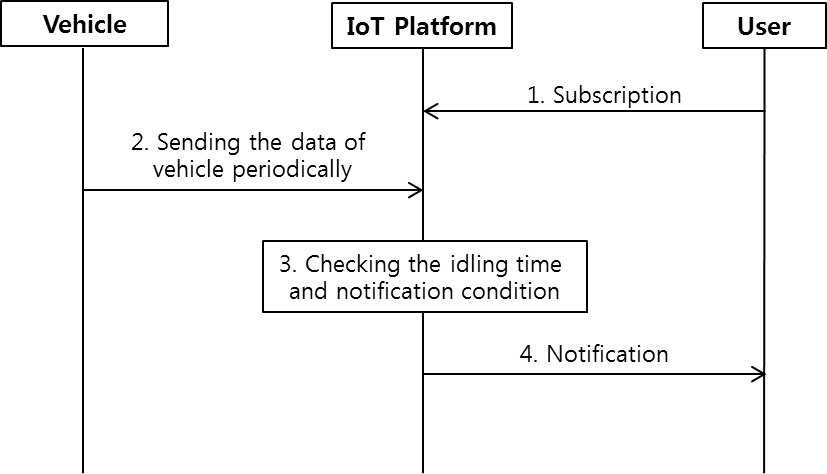 Vehicle
IoT Platform
User
1. Subscription
2. Sending the data of
vehicle periodically
3. Checking the idling time
and notification condition
4. Notification